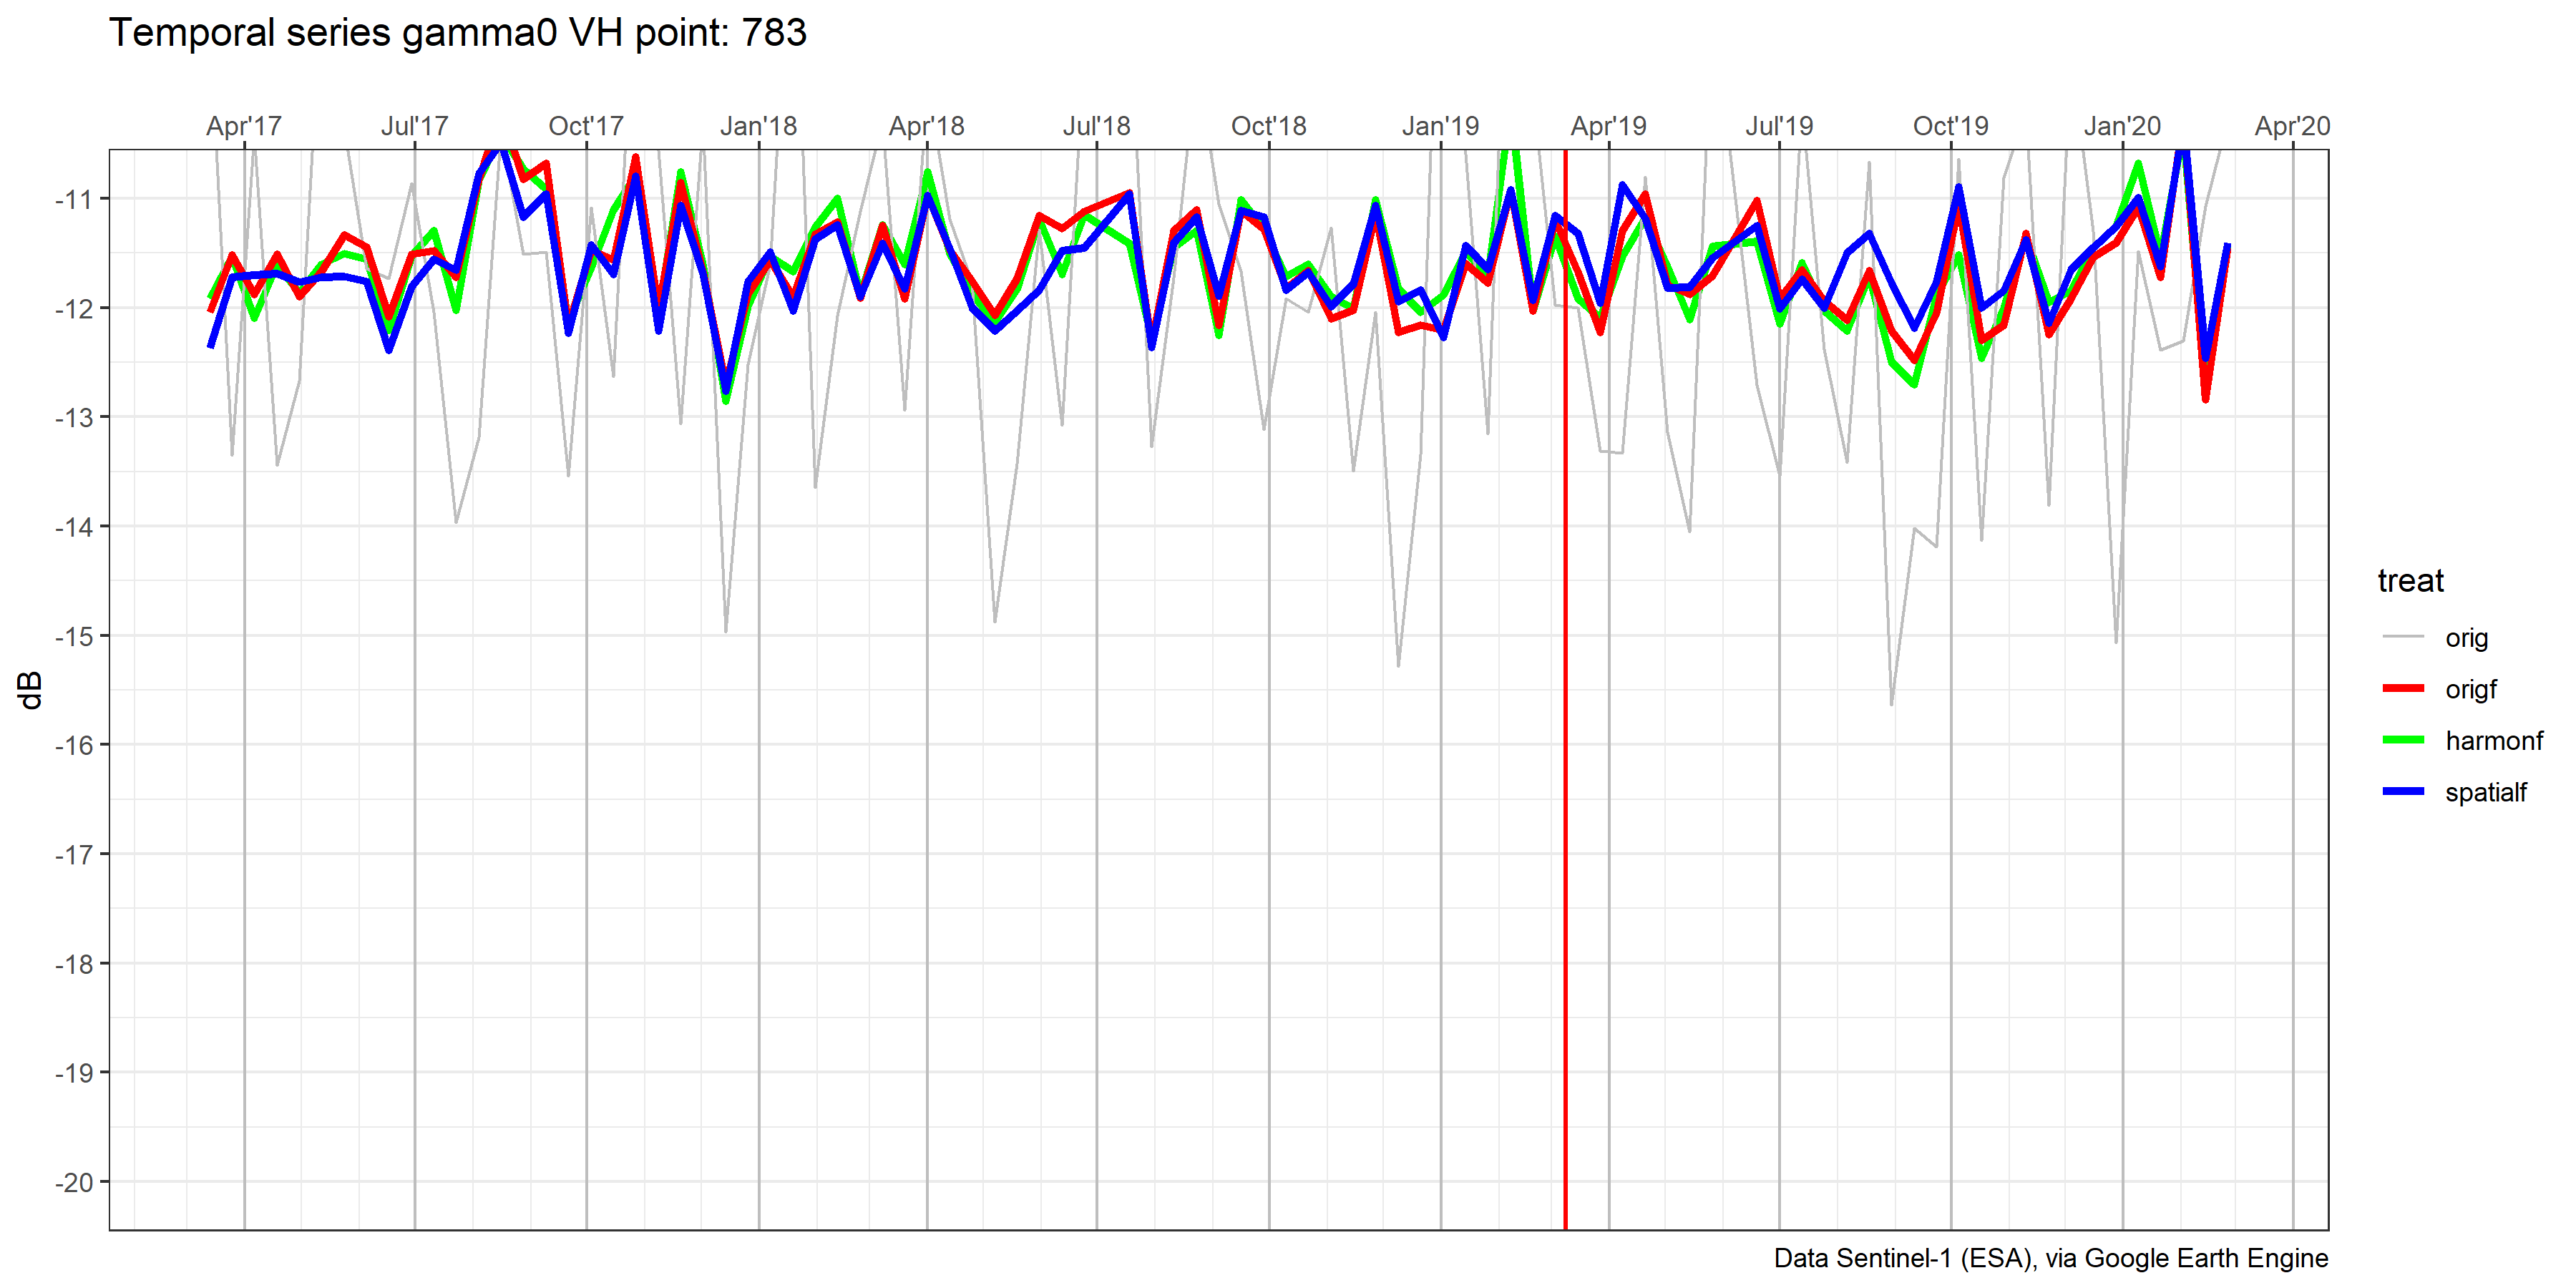 Temporal series gamma0 VH point: 783
Apr'17 Jul'17 Oct'17 Jan'18 Apr'18 Jul'18 Oct'18 Jan'19 Apr'19 Jul'19 Oct'19 Jan'20 Apr'20
-11
-12
-13
-14
-15
-16
-17
-18
-19
-20
dB
treat
orig
origf
harmonf
spatialf
Data Sentinel-1 (ESA), via Google Earth Engine